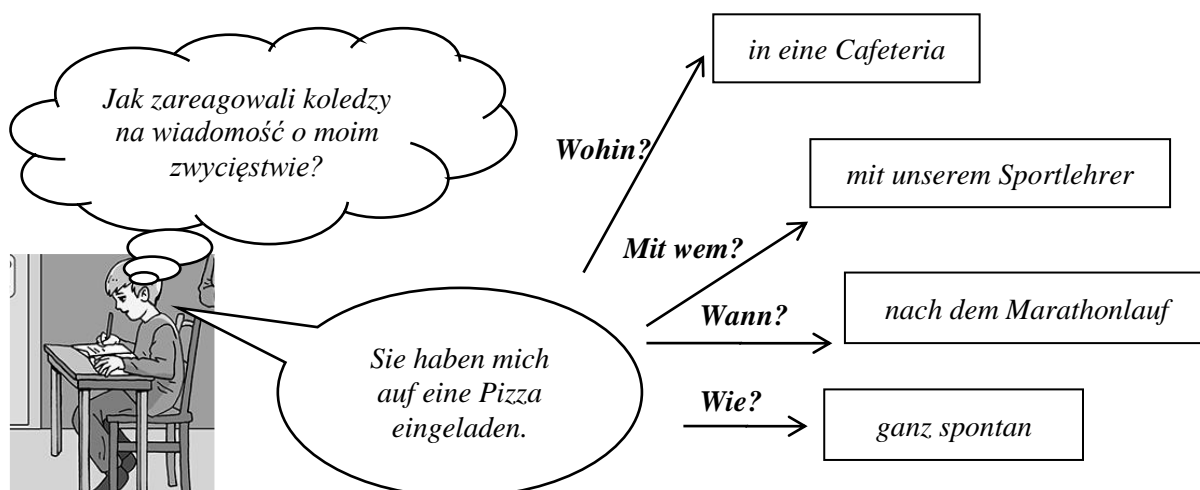 Jak zareagowali koledzy
na wiadomość o moim
zwycięstwie?
Sie haben mich
auf eine Pizza
eingeladen.
Wohin?
in eine Cafeteria
Mit wem?
mit unserem Sportlehrer
Wann?
nach dem Marathonlauf
Wie?
ganz spontan